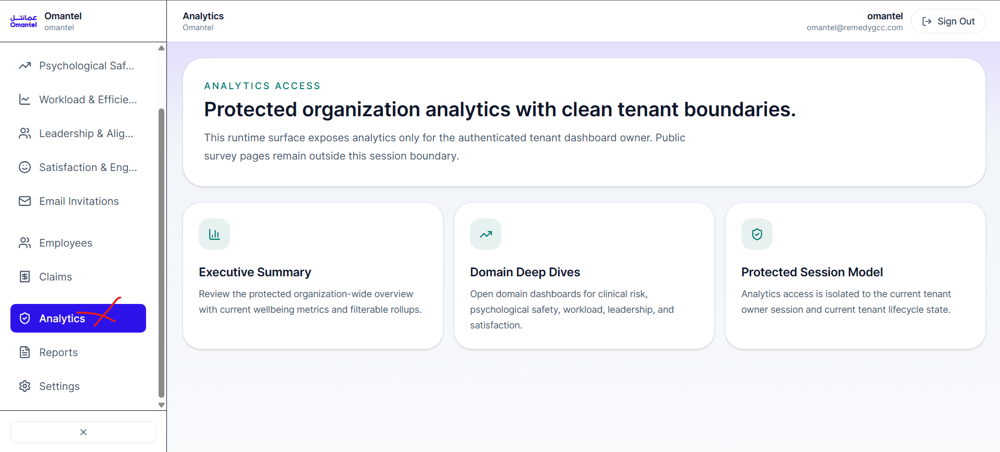 عمانتل
Omantel
Omantel
omantel
Psychological Saf...
Workload & Efficie...
Leadership & Alig...
Satisfaction & Eng...
Email Invitations
Employees
Claims
Analytics
Reports
Settings
Analytics
Omantel
omantel
omantel@remedygcc.com
Sign Out
ANALYTICS ACCESS
Protected organization analytics with clean tenant boundaries.
This runtime surface exposes analytics only for the authenticated tenant dashboard owner. Public
survey pages remain outside this session boundary.
Executive Summary
Review the protected organization-wide overview
with current wellbeing metrics and filterable rollups.
Domain Deep Dives
Open domain dashboards for clinical risk,
psychological safety, workload, leadership, and
satisfaction.
Protected Session Model
Analytics access is isolated to the current tenant
owner session and current tenant lifecycle state.